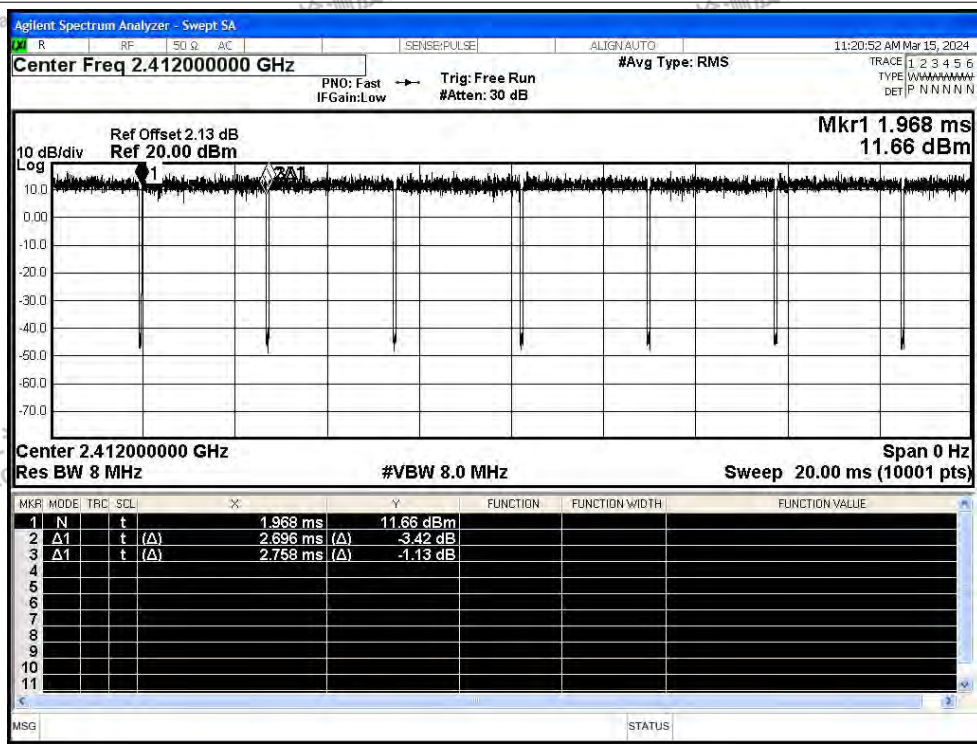 Agilent Spectrum Analyzer - Swept SA
R RF 50 Ω AC SENSE:PULSE ALIGN AUTO 11:20:52 AM Mar 15, 2024
Center Freq 2.412000000 GHz #Avg Type: RMS TRACE 1 2 3 4 5 6
PNO: Fast Trig: Free Run TYPE WWWWWW
IFGain:Low #Atten: 30 dB DET P N N N N N
Mkr1 1.968 ms
Ref Offset 2.13 dB
10 dB/div Ref 20.00 dBm 11.66 dBm
Log
1
10.0
0.00
-10.0
-20.0
-30.0
-40.0
-50.0
-60.0
-70.0
Center 2.412000000 GHz Span 0 Hz
Res BW 8 MHz #VBW 8.0 MHz Sweep 20.00 ms (10001 pts)
MKR MODE TRC SCL X Y FUNCTION FUNCTION WIDTH FUNCTION VALUE
1 N t 1.968 ms 11.66 dBm
2 Δ1 t (Δ) 2.696 ms (Δ) -3.42 dB
3 Δ1 t (Δ) 2.758 ms (Δ) -1.13 dB
4
5
6
7
8
9
10
11
MSG STATUS